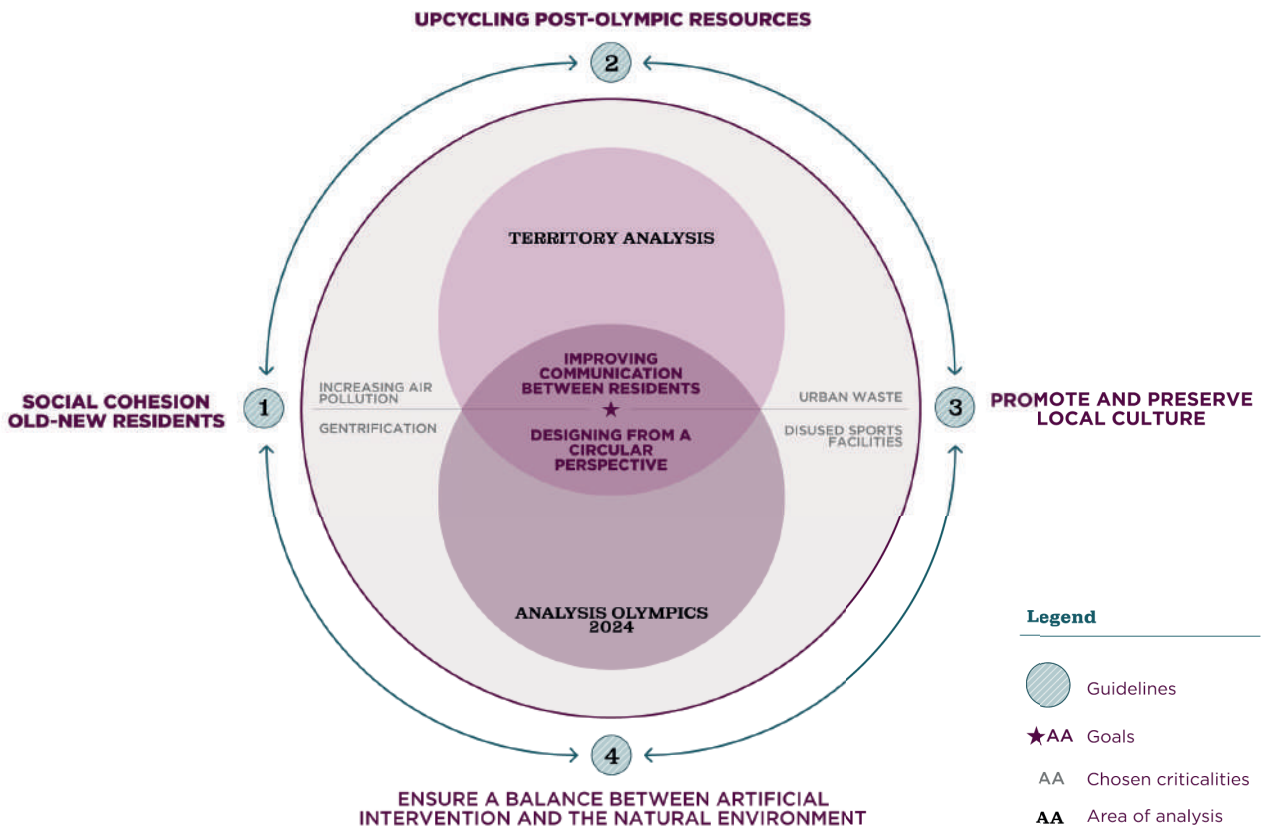 UPCYCLING POST-OLYMPIC RESOURCES
2
TERRITORY ANALYSIS
IMPROVING
COMMUNICATION
BETWEEN RESIDENTS
★
DESIGNING FROM A
CIRCULAR
PERSPECTIVE
INCREASING AIR
POLLUTION
GENTRIFICATION
URBAN WASTE
DISUSED SPORTS
FACILITIES
SOCIAL COHESION
OLD-NEW RESIDENTS
1
3
PROMOTE AND PRESERVE
LOCAL CULTURE
ANALYSIS OLYMPICS
2024
4
ENSURE A BALANCE BETWEEN ARTIFICIAL
INTERVENTION AND THE NATURAL ENVIRONMENT
Legend
Guidelines
★AA Goals
AA Chosen criticalities
AA Area of analysis